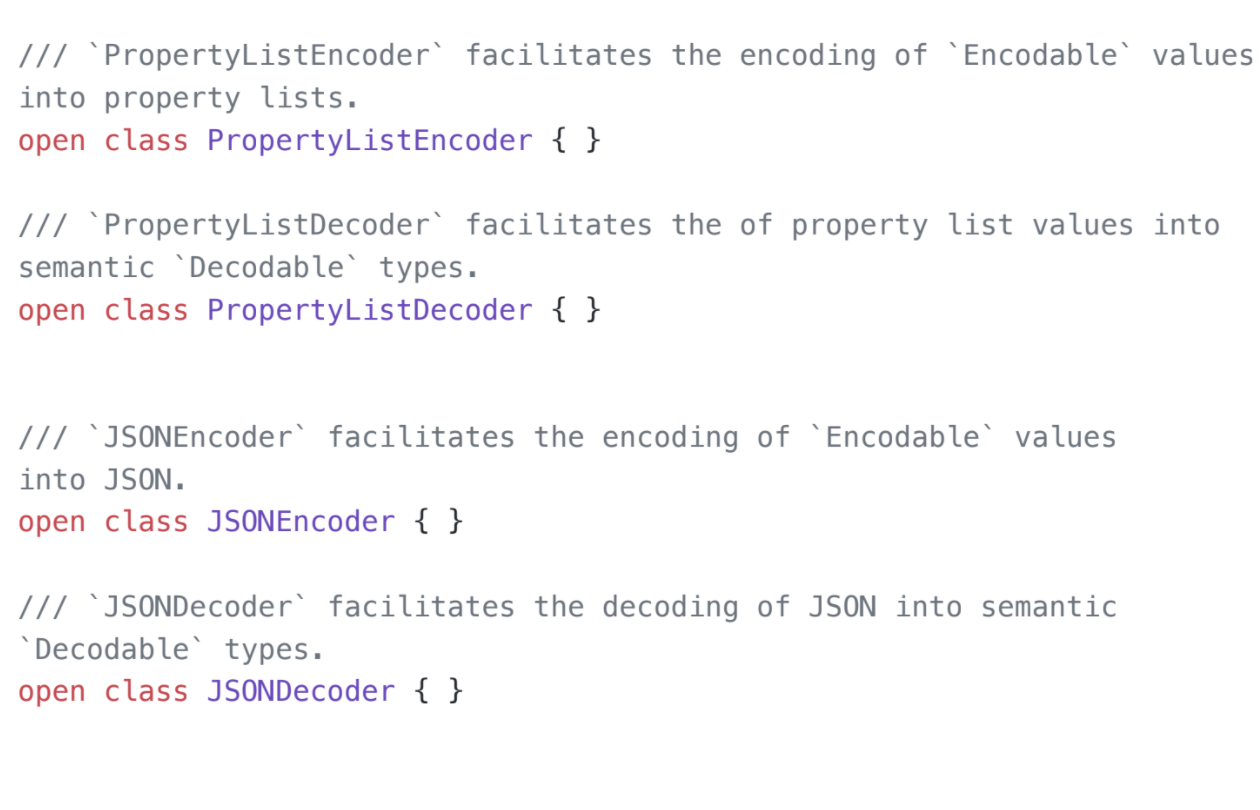 /// `PropertyListEncoder` facilitates the encoding of `Encodable` values
into property lists.
open class PropertyListEncoder { }
/// `PropertyListDecoder` facilitates the of property list values into
semantic `Decodable` types.
open class PropertyListDecoder { }
/// `JSONEncoder` facilitates the encoding of `Encodable` values
into JSON.
open class JSONEncoder { }
/// `JSONDecoder` facilitates the decoding of JSON into semantic
`Decodable` types.
open class JSONDecoder { }